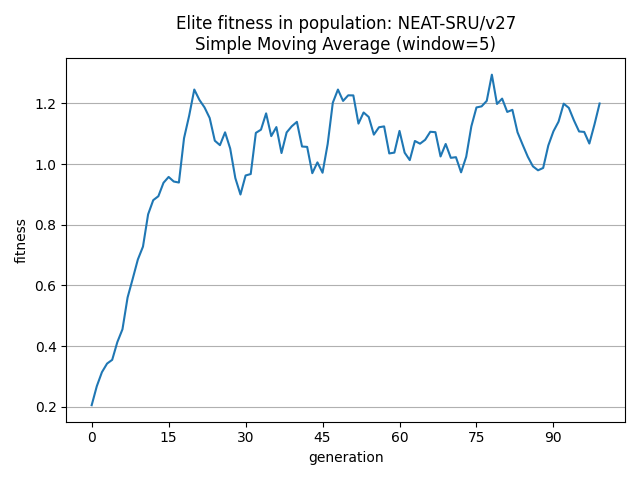 Elite fitness in population: NEAT-SRU/v27
Simple Moving Average (window=5)
fitness
1.2
1.0
0.8
0.6
0.4
0.2
0 15 30 45 60 75 90
generation